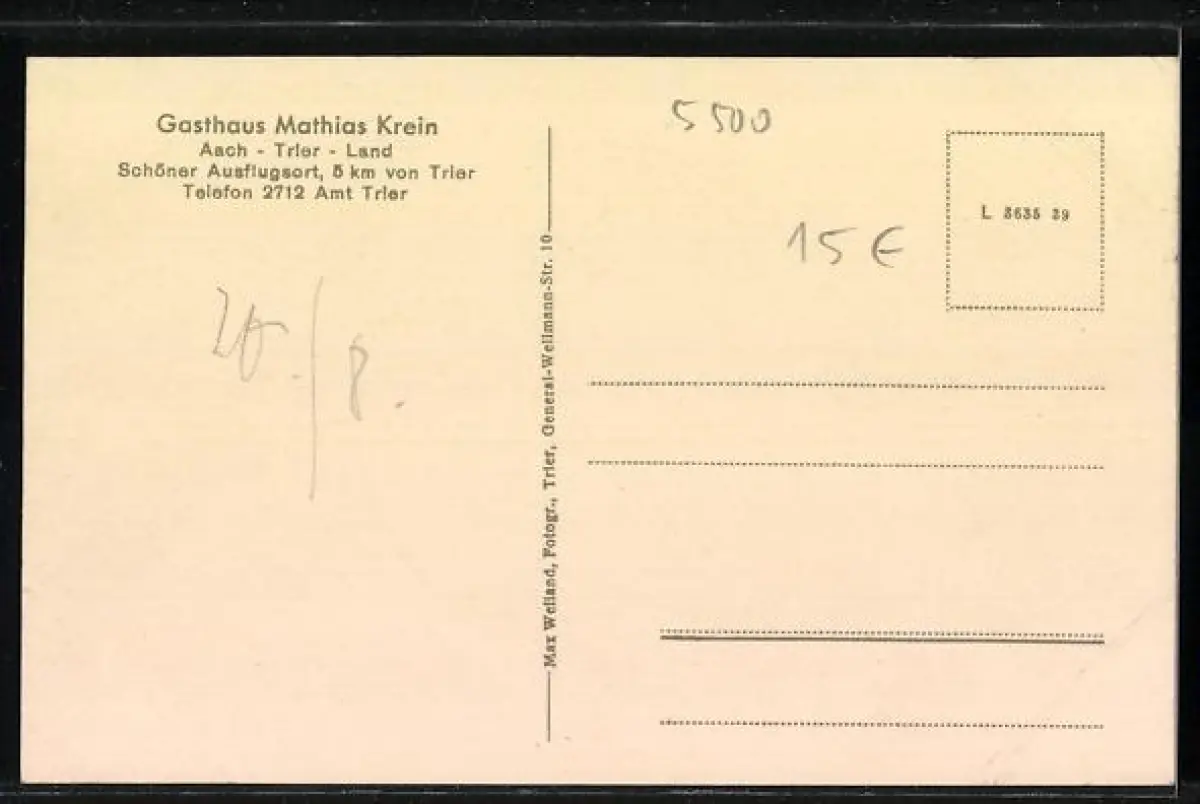 Gasthaus Mathias Krein
Aach - Trier - Land
Schöner Ausflugsort, 5 km von Trier
Telefon 2712 Amt Trier
Max Weiland, Fotogr., Trier, General-Wellmann-Str. 10
5500
15 €
L 3635 39